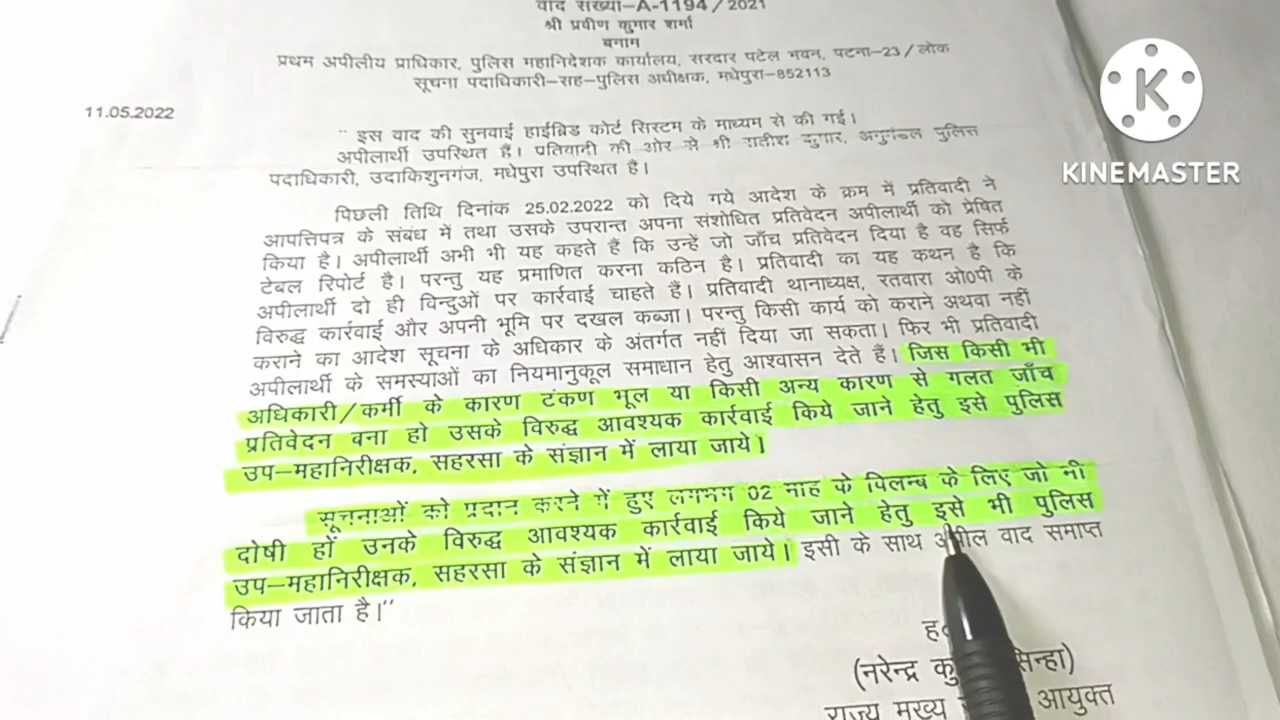 वाद संख्या-A-1194/2021
श्री प्रवीण कुमार शर्मा
बनाम
प्रथम अपीलीय प्राधिकार, पुलिस महानिदेशक कार्यालय, सरदार पटेल भवन, पटना-23/लोक
सूचना पदाधिकारी-सह-पुलिस अधीक्षक, मधेपुरा-852113
11.05.2022
" इस वाद की सुनवाई हाईब्रिड कोर्ट सिस्टम के माध्यम से की गई।
अपीलार्थी उपस्थित हैं। प्रतिवादी की ओर से श्री सतीश कुमार, अनुमंडल पुलिस
पदाधिकारी, उदाकिशुनगंज, मधेपुरा उपस्थित है।
पिछली तिथि दिनांक 25.02.2022 को दिये गये आदेश के क्रम में प्रतिवादी ने
आपत्तिपत्र के संबंध में तथा उसके उपरान्त अपना संशोधित प्रतिवेदन अपीलार्थी को प्रेषित
किया है। अपीलार्थी अभी भी यह कहते हैं कि उन्हें जो जाँच प्रतिवेदन दिया है वह सिर्फ
टेबल रिपोर्ट है। परन्तु यह प्रमाणित करना कठिन है। प्रतिवादी का यह कथन है कि
अपीलार्थी दो ही विन्दुओं पर कार्रवाई चाहते हैं। प्रतिवादी थानाध्यक्ष, रतवारा ओ0पी के
विरुद्ध कार्रवाई और अपनी भूमि पर दखल कब्जा। परन्तु किसी कार्य को कराने अथवा नहीं
कराने का आदेश सूचना के अधिकार के अंतर्गत नहीं दिया जा सकता। फिर भी प्रतिवादी
अपीलार्थी के समस्याओं का नियमानुकूल समाधान हेतु आश्वासन देते हैं। जिस किसी भी
अधिकारी/कर्मी के कारण टंकण भूल या किसी अन्य कारण से गलत जाँच
प्रतिवेदन बना हो उसके विरुद्ध आवश्यक कार्रवाई किये जाने हेतु इसे पुलिस
उप-महानिरीक्षक, सहरसा के संज्ञान में लाया जाये।
सूचनाओं को प्रदान करने में हुए लगभग 02 माह के विलम्ब के लिए जो भी
दोषी हों उनके विरुद्ध आवश्यक कार्रवाई किये जाने हेतु इसे भी पुलिस
उप-महानिरीक्षक, सहरसा के संज्ञान में लाया जाये। इसी के साथ अपील वाद समाप्त
किया जाता है।"
(नरेन्द्र सिन्हा)
राज्य मुख्य आयुक्त
KINEMASTER